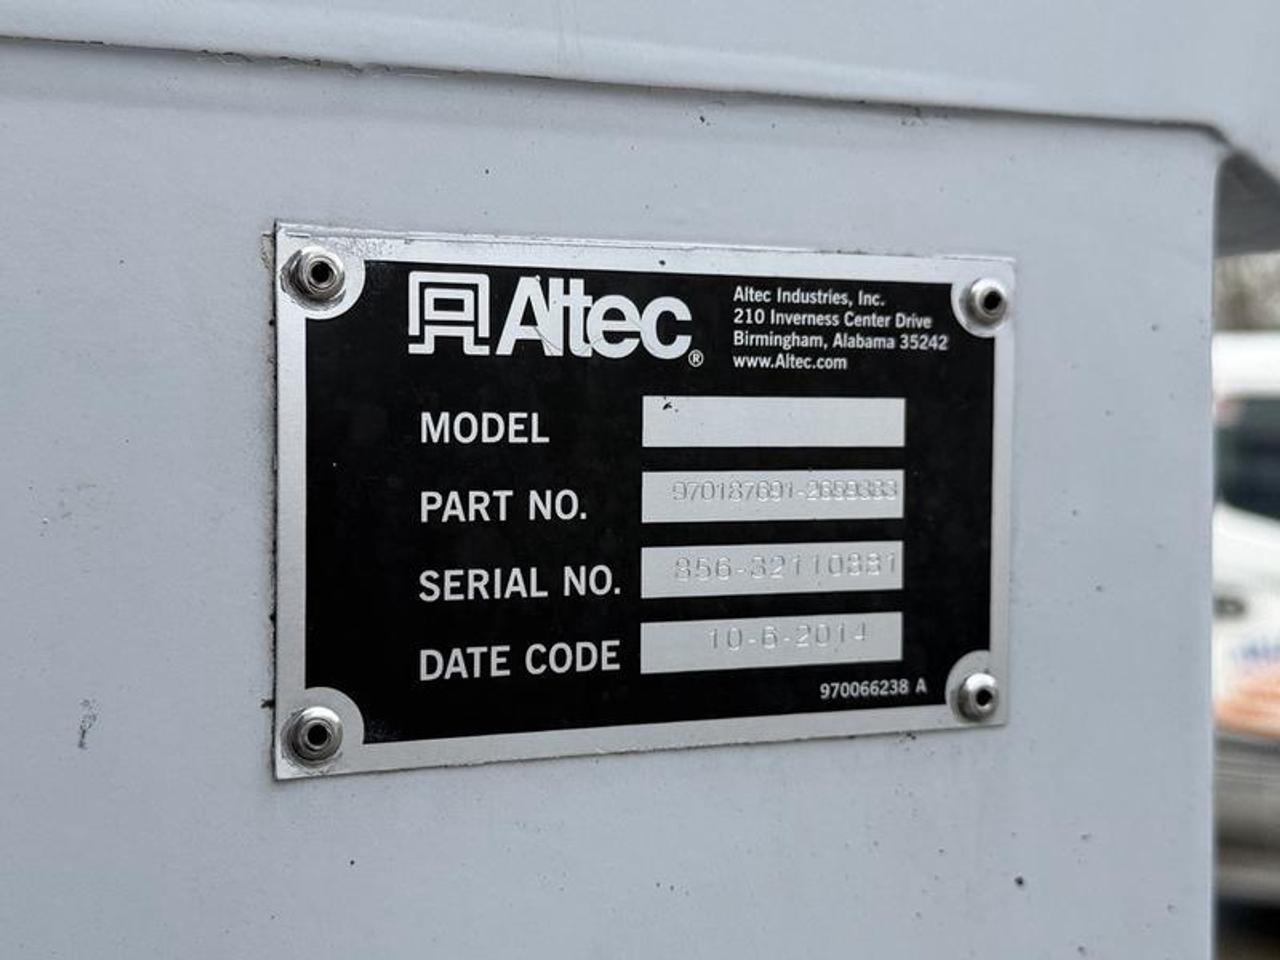 Altec®
Altec Industries, Inc.
210 Inverness Center Drive
Birmingham, Alabama 35242
www.Altec.com
MODEL
PART NO.
SERIAL NO.
DATE CODE 10-6-2014
970066238 A